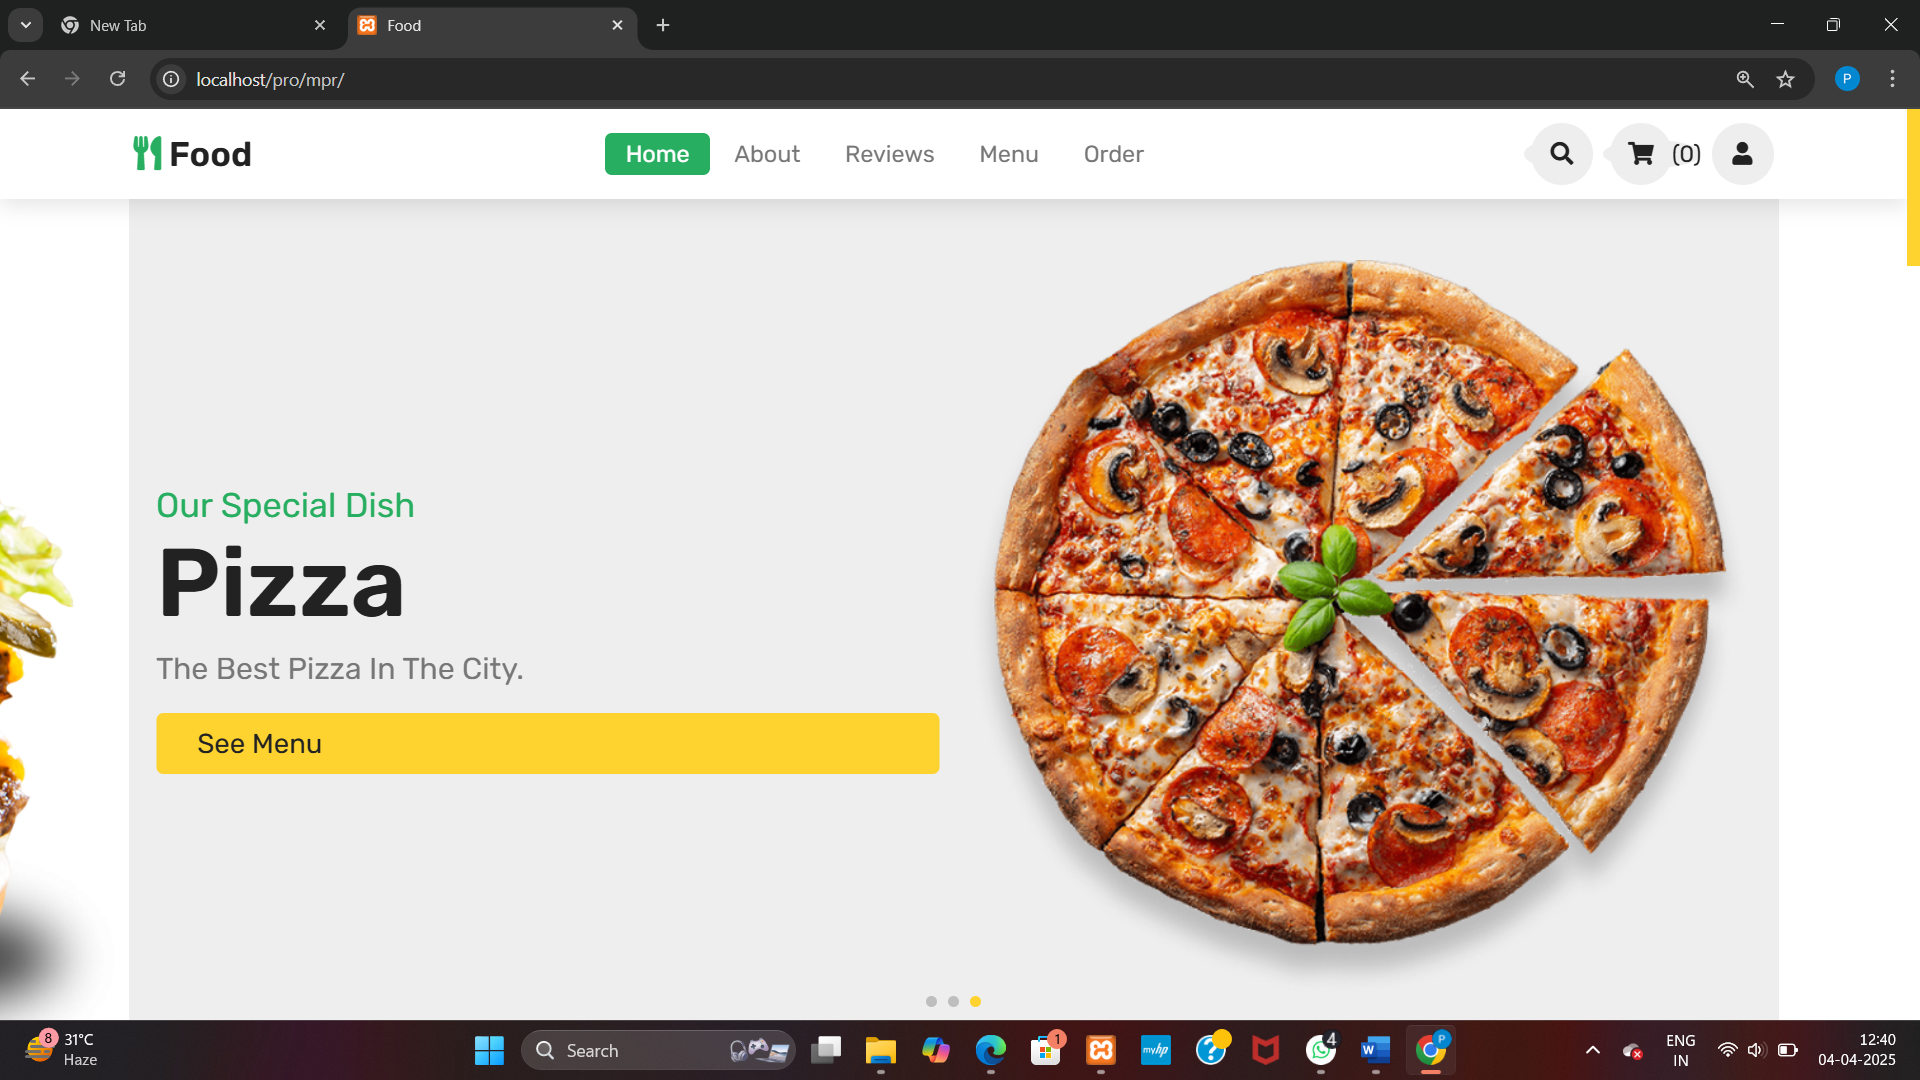 New Tab
Food
localhost/pro/mpr/
P
Food
Home
About
Reviews
Menu
Order
(0)
Our Special Dish
Pizza
The Best Pizza In The City.
See Menu
8
31°C
Haze
Search
1
myhp
?
4
W
P
ENG
IN
12:40
04-04-2025